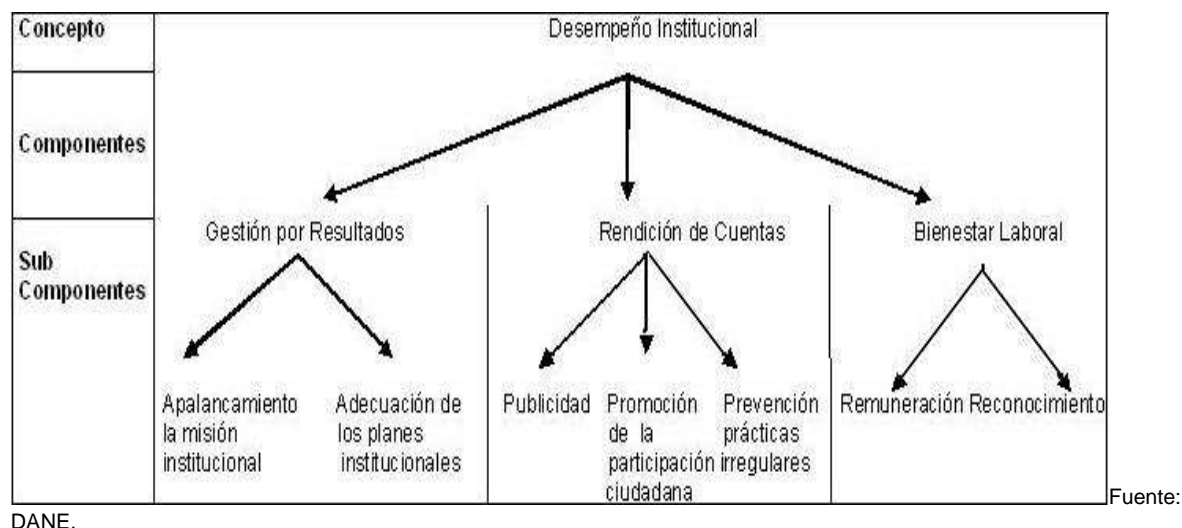 Concepto
Desempeño Institucional
Componentes
Gestión por Resultados
Rendición de Cuentas
Bienestar Laboral
Sub
Componentes
Apalancamiento
la misión
institucional
Adecuación de
los planes
institucionales
Publicidad
Promoción
de la
participación
ciudadana
Prevención
prácticas
irregulares
Remuneración
Reconocimiento
Fuente:
DANE.